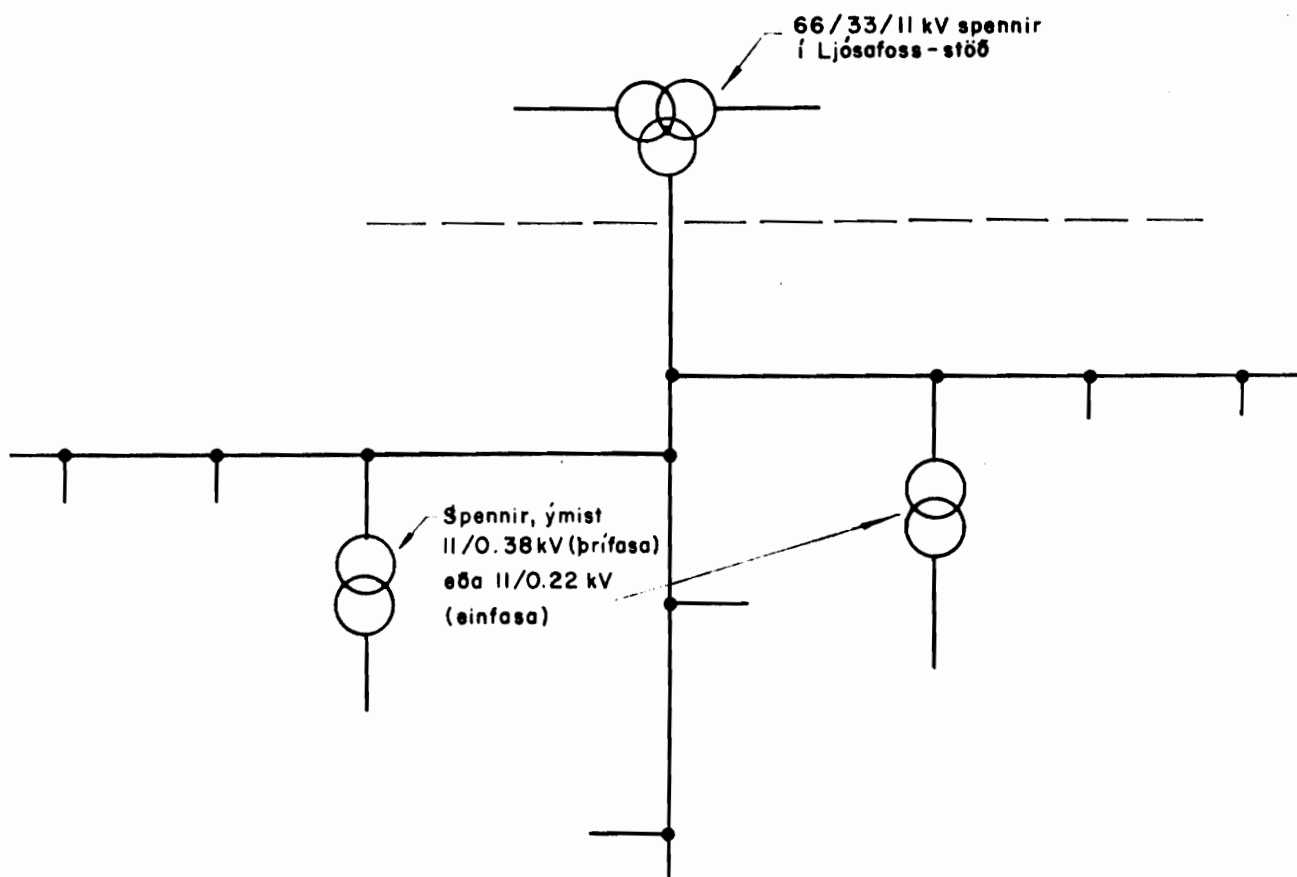 66/33/11 kV spennir
í Ljósafoss-stöð
Spennir, ýmist
11/0.38 kV (þrífasa)
eða 11/0.22 kV
(einfasa)